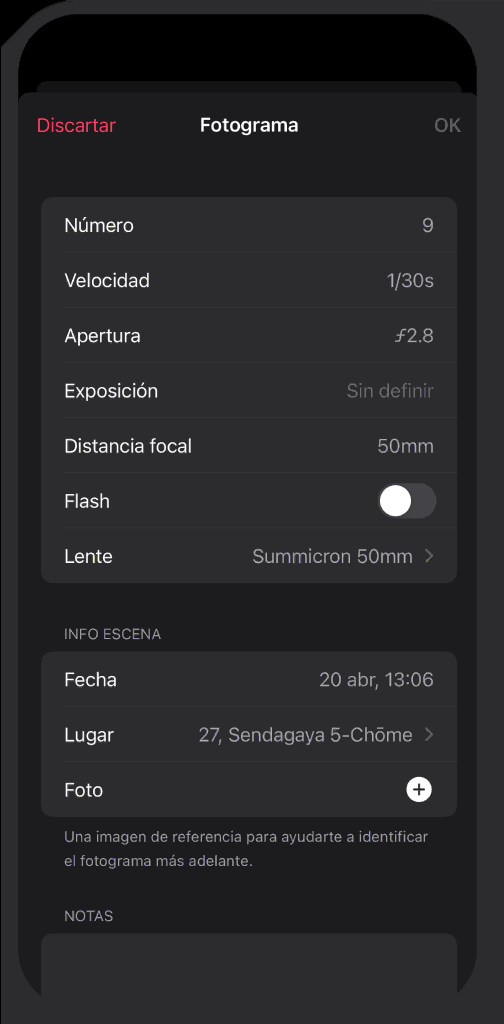 Discartar Fotograma OK
Número 9
Velocidad 1/30s
Apertura ƒ2.8
Exposición Sin definir
Distancia focal 50mm
Flash
Lente Summicron 50mm
INFO ESCENA
Fecha 20 abr, 13:06
Lugar 27, Sendagaya 5-Chōme
Foto
Una imagen de referencia para ayudarte a identificar
el fotograma más adelante.
NOTAS